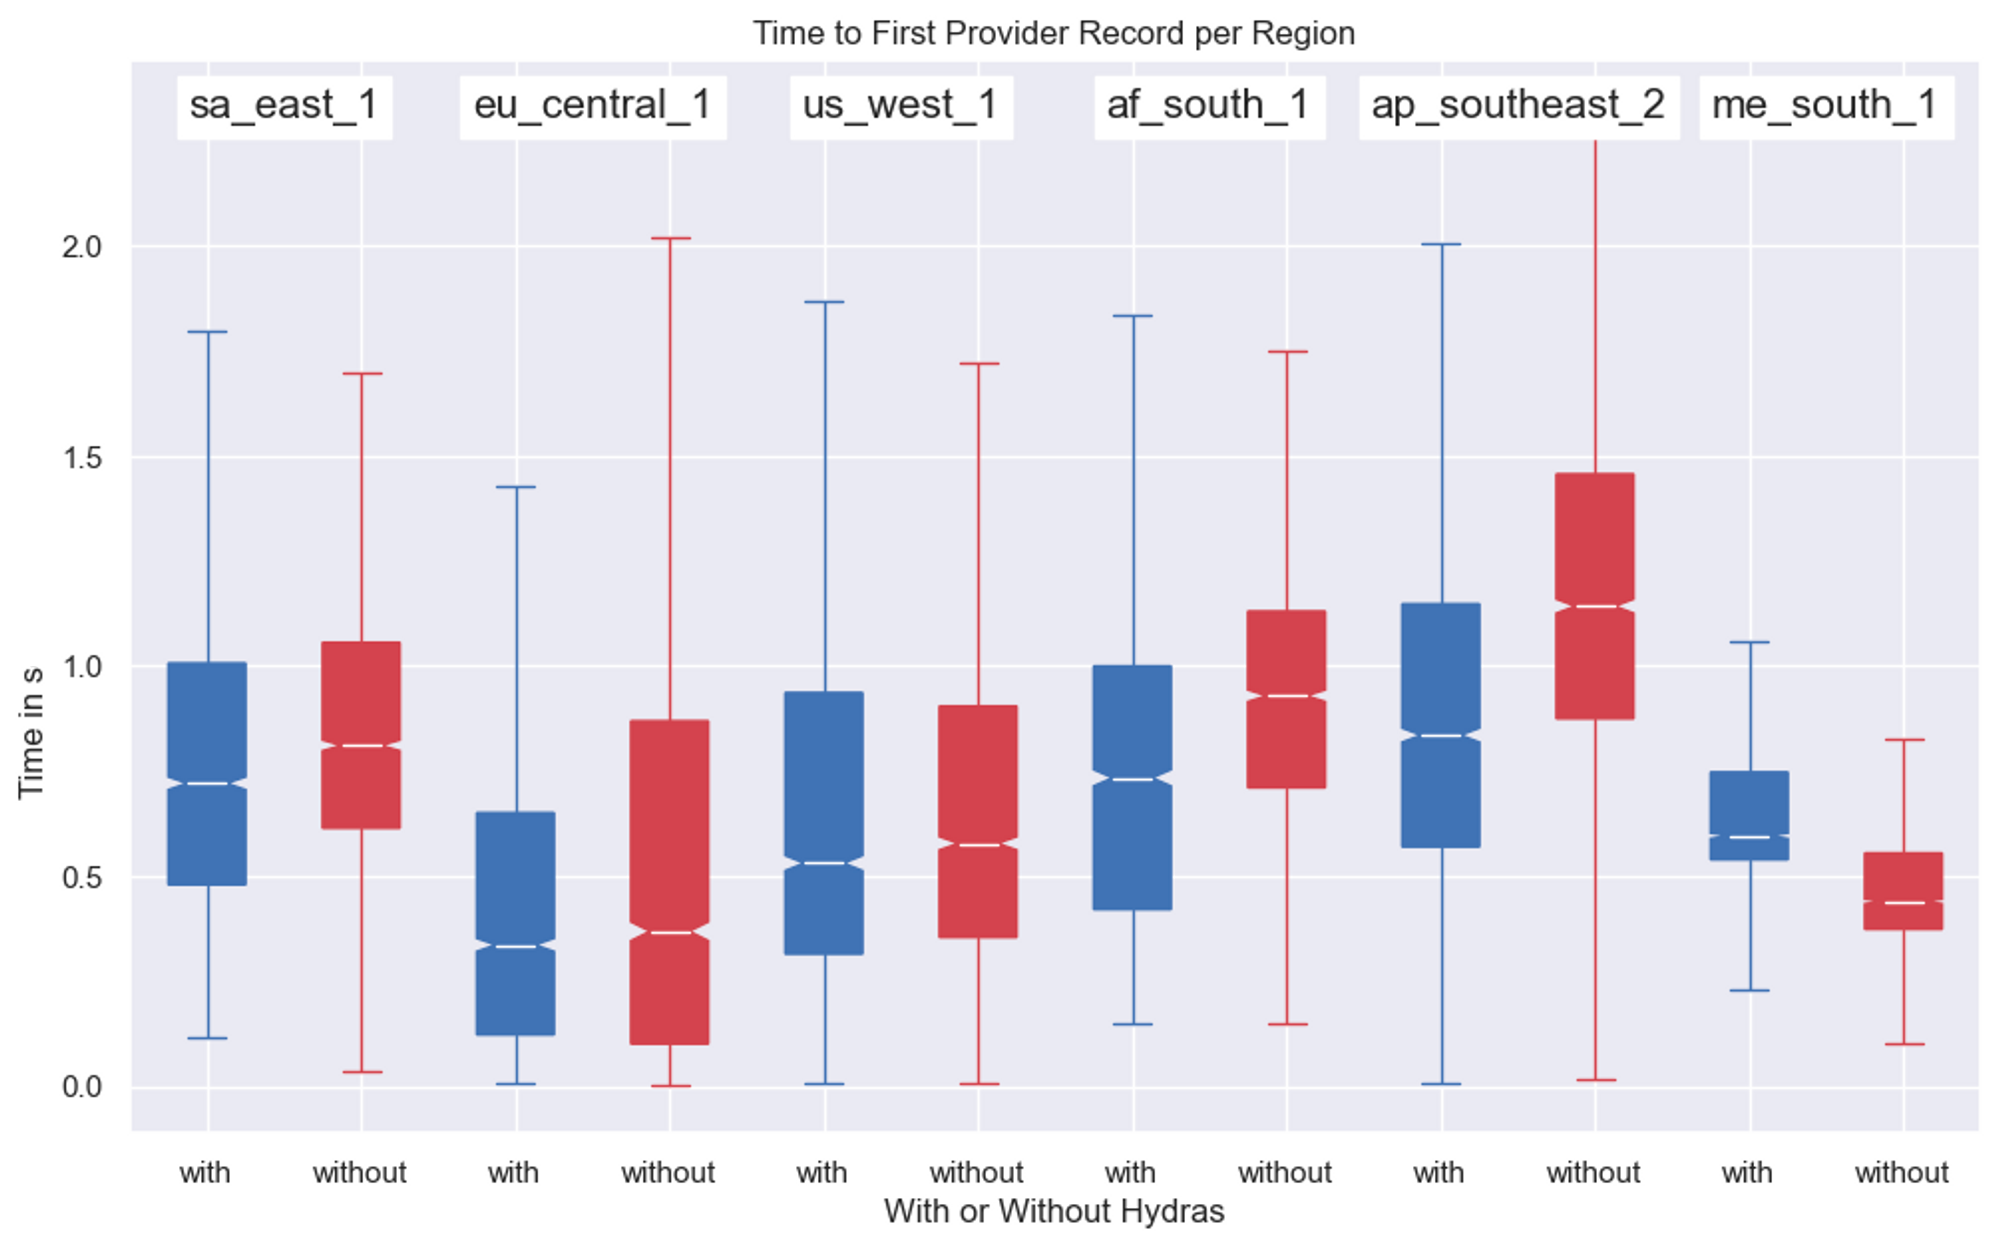 Time to First Provider Record per Region
sa_east_1 eu_central_1 us_west_1 af_south_1 ap_southeast_2 me_south_1
2.0
1.5
1.0
0.5
0.0
Time in s
with without with without with without with without with without with without
With or Without Hydras